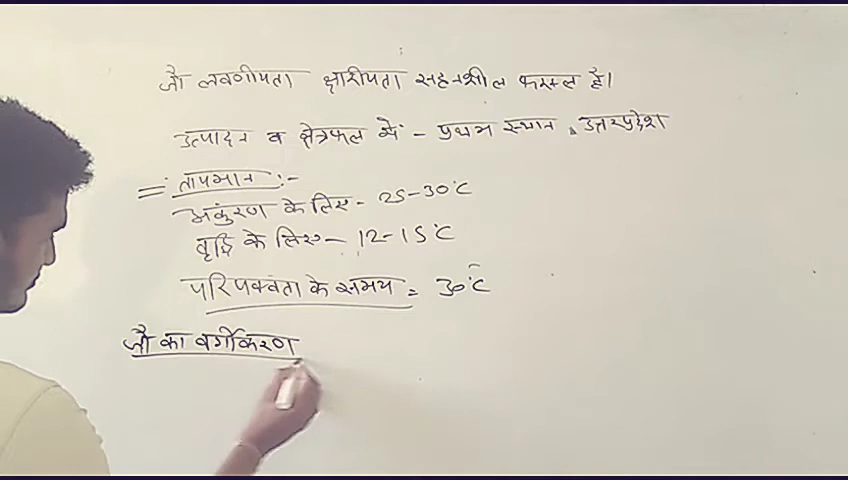 जौ लवणीयता क्षारीयता सहनशील फसल है।
उत्पादन व क्षेत्रफल में - प्रथम स्थान उत्तरप्रदेश
= तापमान :-
अंकुरण के लिए - 25-30°C
वृद्धि के लिए - 12-15°C
परिपक्वता के समय = 30°C
जौ का वर्गीकरण